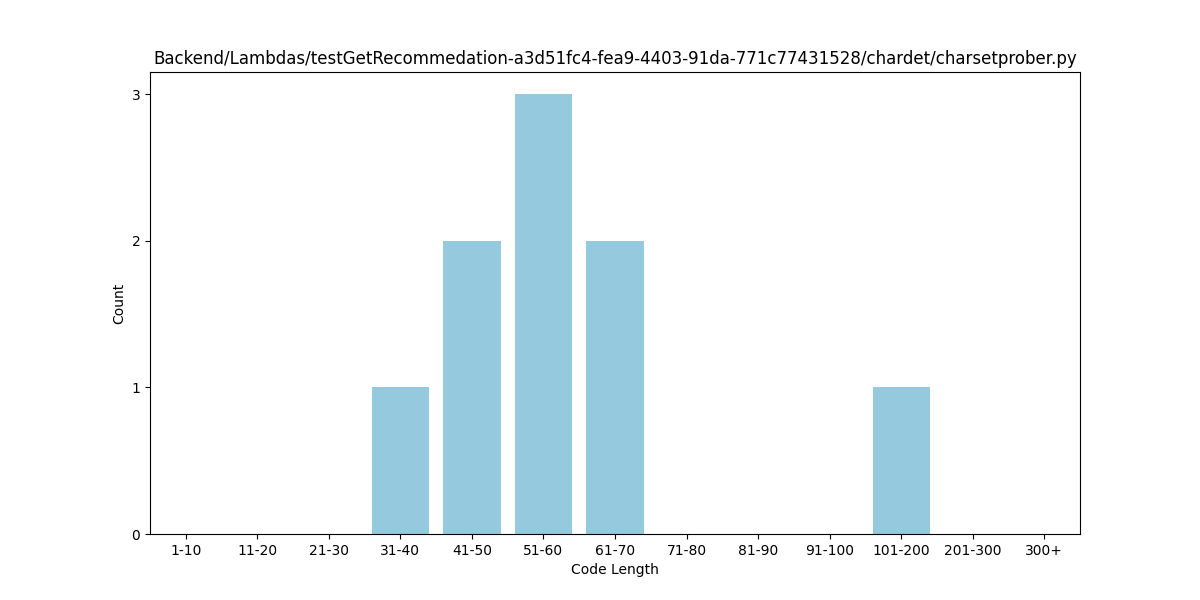 Backend/Lambdas/testGetRecommedation-a3d51fc4-fea9-4403-91da-771c77431528/chardet/charsetprober.py
3
2
1
0
Count
1-10 11-20 21-30 31-40 41-50 51-60 61-70 71-80 81-90 91-100 101-200 201-300 300+
Code Length